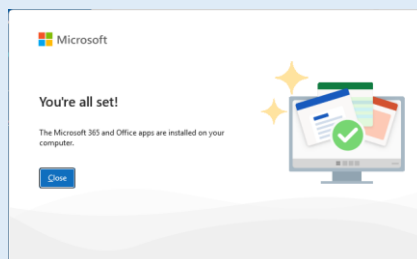 Microsoft
You're all set!
The Microsoft 365 and Office apps are installed on your
computer.
Close